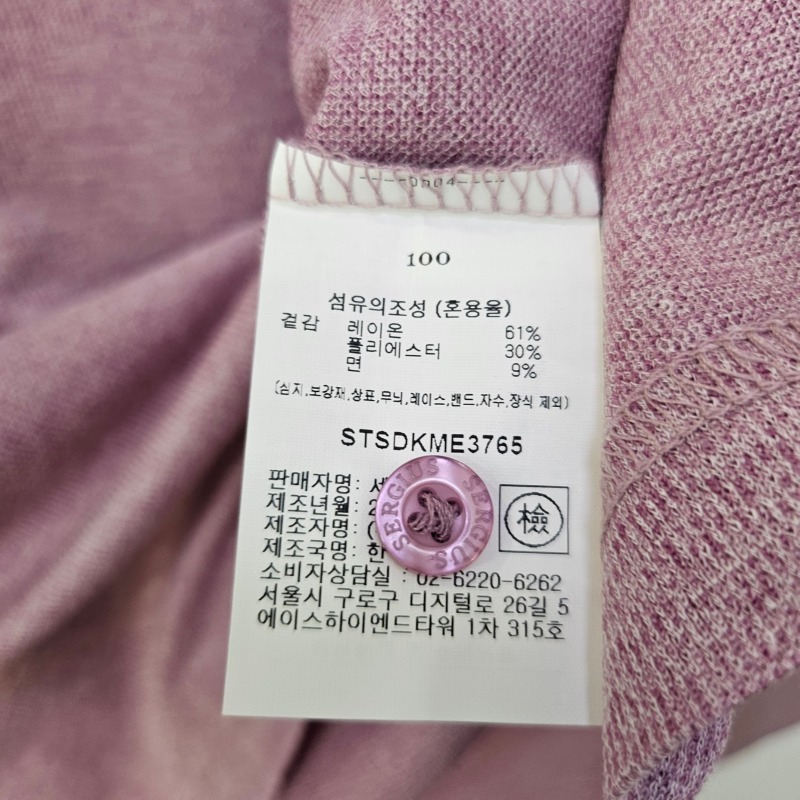 100
섬유의조성 (혼용율)
겉감 레이온 61%
폴리에스터 30%
면 9%
(심지,보강재,상표,무늬,레이스,밴드,자수,장식 제외)
STSDKME3765
판매자명:
제조년월: 2
제조자명: (
제조국명: 한
소비자상담실 : 02-6220-6262
서울시 구로구 디지털로 26길 5
에이스하이엔드타워 1차 315호
SERGIUS SERGIUS
檢